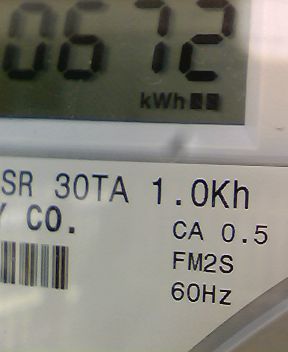 0672
kWh
SR 30TA 1.0Kh
Y CO.
CA 0.5
FM2S
60Hz